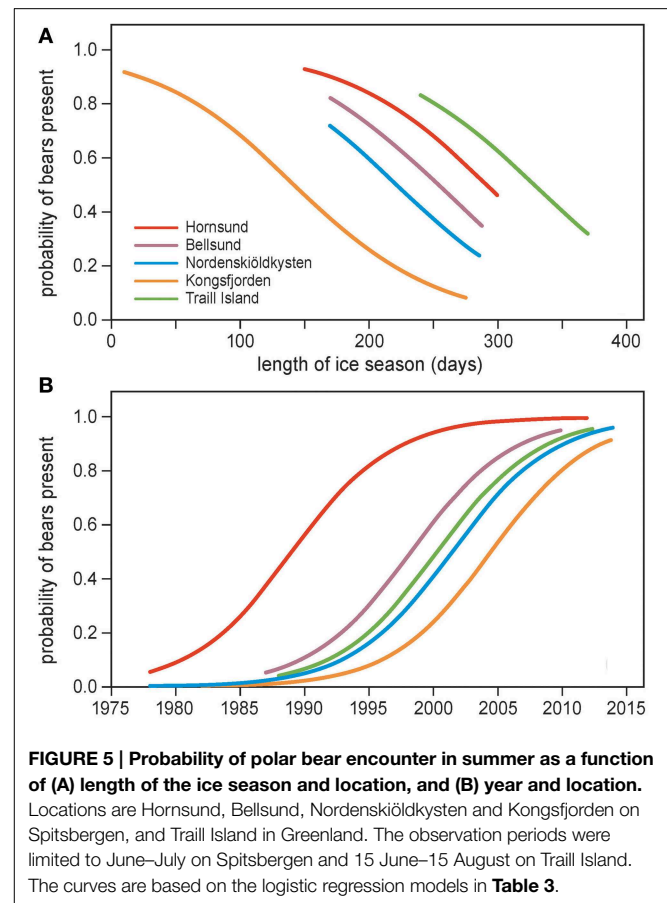 A
probability of bears present
1.0
0.8
0.6
0.4
0.2
0.0
Hornsund
Bellsund
Nordenskiöldkysten
Kongsfjorden
Traill Island
0 100 200 300 400
length of ice season (days)
B
probability of bears present
1.0
0.8
0.6
0.4
0.2
0.0
1975 1980 1985 1990 1995 2000 2005 2010 2015
FIGURE 5 | Probability of polar bear encounter in summer as a function
of (A) length of the ice season and location, and (B) year and location.
Locations are Hornsund, Bellsund, Nordenskiöldkysten and Kongsfjorden on
Spitsbergen, and Traill Island in Greenland. The observation periods were
limited to June–July on Spitsbergen and 15 June–15 August on Traill Island.
The curves are based on the logistic regression models in Table 3.